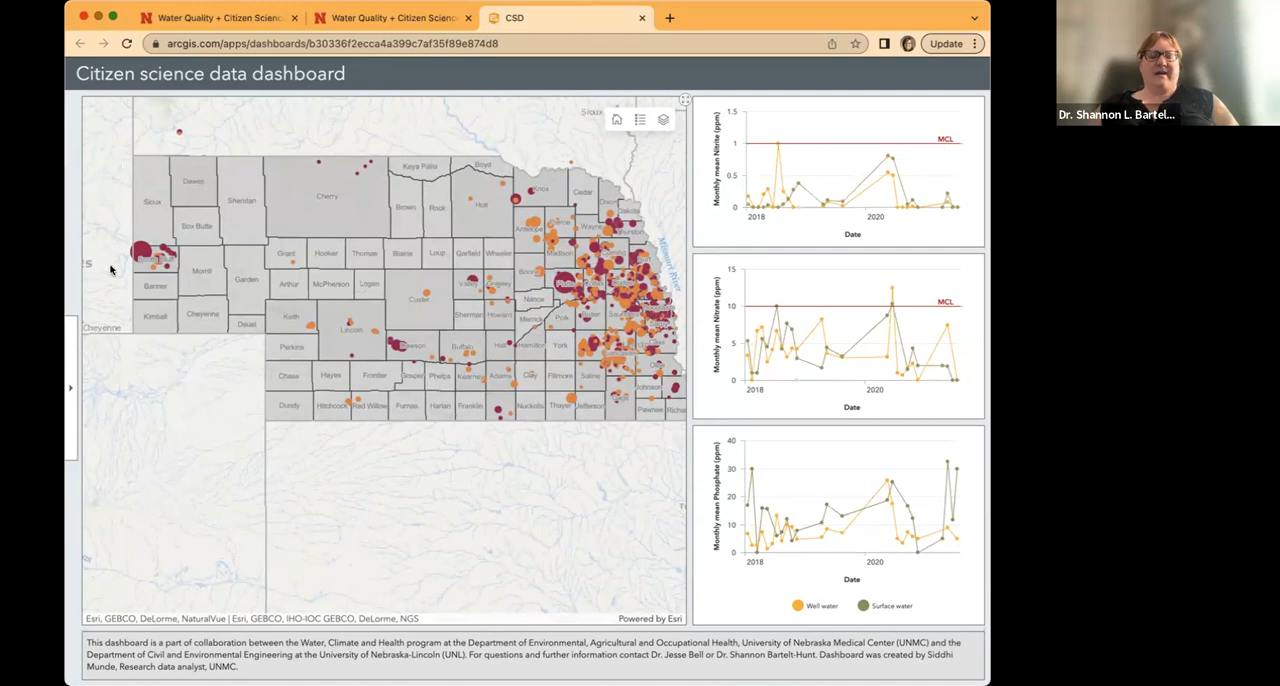 Water Quality + Citizen Scienc
Water Quality + Citizen Scienc
CSD
arcgis.com/apps/dashboards/b30336f2ecca4a399c7af35f89e874d8
Update
Citizen science data dashboard
Dr. Shannon L. Bartel...
Sioux
Keya Paha
Boyd
Dawes
Cherry
Knox
Cedar
Dixon
Sioux
Sheridan
Brown
Rock
Holt
Dakota
Box Butte
Antelope
Pierce
Wayne
Thurston
Grant
Hooker
Thomas
Blaine
Loup
Garfield
Wheeler
Madison
Missouri River
Morrill
Garden
Banner
Arthur
McPherson
Logan
Custer
Valley
Greeley
Boone
Platte
Nance
Kimball
Cheyenne
Deuel
Keith
Lincoln
Sherman
Howard
Merrick
Polk
Butler
Cheyenne
Perkins
Dawson
Buffalo
Hall
Hamilton
York
Chase
Hayes
Frontier
Gosper
Phelps
Kearney
Adams
Clay
Fillmore
Saline
Johnson
Dundy
Hitchcock
Red Willow
Furnas
Harlan
Franklin
Nuckolls
Thayer
Jefferson
Gage
Pawnee
Richa
Esri, GEBCO, DeLorme, NaturalVue | Esri, GEBCO, IHO-IOC GEBCO, DeLorme, NGS
Powered by Esri
Monthly mean Nitrite (ppm)
1.5
1
0.5
0
MCL
2018
2020
Date
Monthly mean Nitrate (ppm)
15
10
5
0
MCL
2018
2020
Date
Monthly mean Phosphate (ppm)
40
30
20
10
0
2018
2020
Date
Well water
Surface water
This dashboard is a part of collaboration between the Water, Climate and Health program at the Department of Environmental, Agricultural and Occupational Health, University of Nebraska Medical Center (UNMC) and the
Department of Civil and Environmental Engineering at the University of Nebraska-Lincoln (UNL). For questions and further information contact Dr. Jesse Bell or Dr. Shannon Bartelt-Hunt. Dashboard was created by Siddhi
Munde, Research data analyst, UNMC.